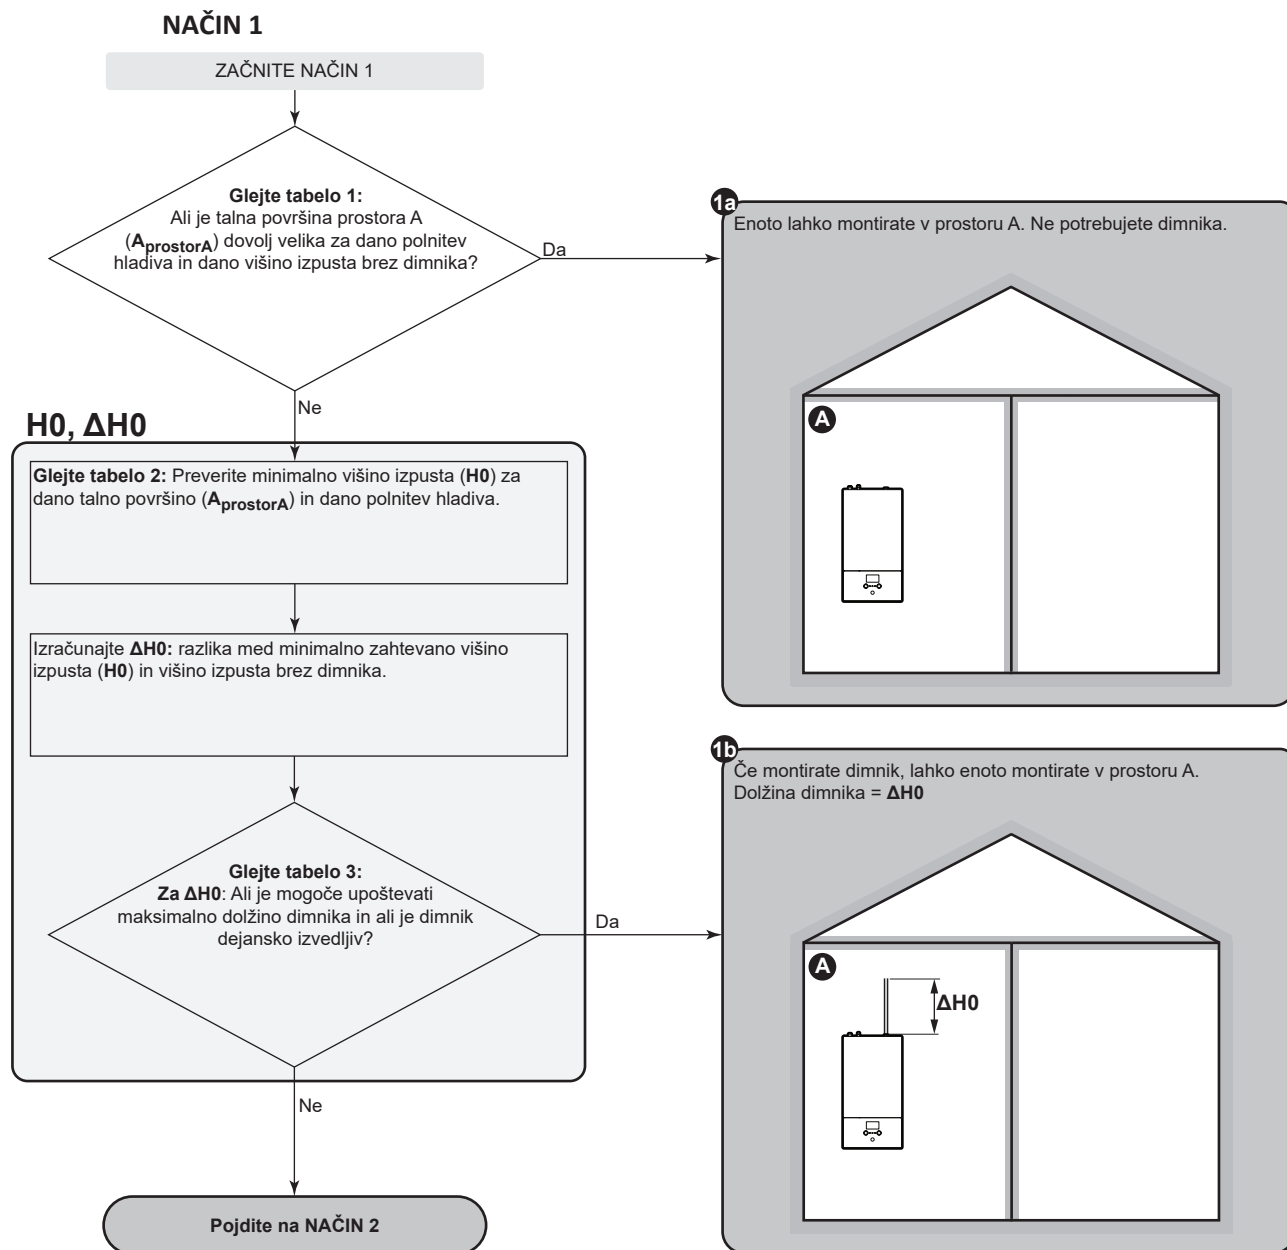 NAČIN 1
ZAČNITE NAČIN 1
Glejte tabelo 1:
Ali je talna površina prostora A
(AprostorA) dovolj velika za dano polnitev
hladiva in dano višino izpusta brez dimnika?
Da
1a
Enoto lahko montirate v prostoru A. Ne potrebujete dimnika.
A
Ne
H0, ΔH0
Glejte tabelo 2: Preverite minimalno višino izpusta (H0) za
dano talno površino (AprostorA) in dano polnitev hladiva.
Izračunajte ΔH0: razlika med minimalno zahtevano višino
izpusta (H0) in višino izpusta brez dimnika.
Glejte tabelo 3:
Za ΔH0: Ali je mogoče upoštevati
maksimalno dolžino dimnika in ali je dimnik
dejansko izvedljiv?
Da
1b
Če montirate dimnik, lahko enoto montirate v prostoru A.
Dolžina dimnika = ΔH0
A
ΔH0
Ne
Pojdite na NAČIN 2